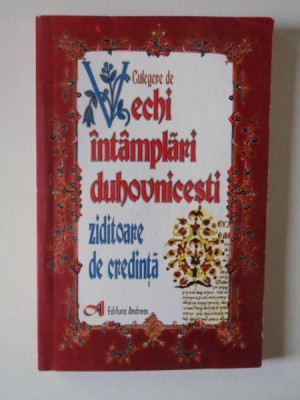 Culegere de
Vechi
întâmplări
duhovnicești
ziditoare
de credință
Editura Andreas